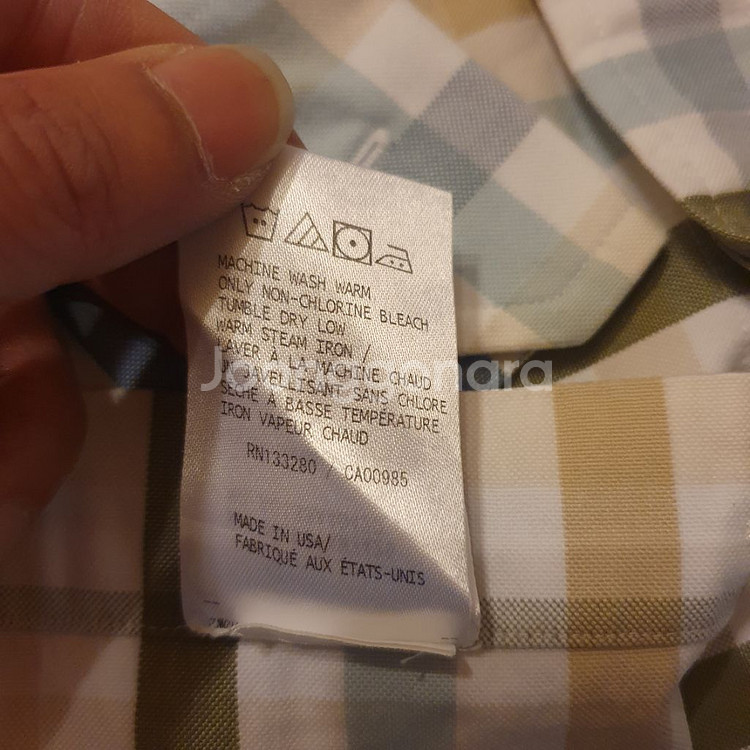 MACHINE WASH WARM
ONLY NON-CHLORINE BLEACH
TUMBLE DRY LOW
WARM STEAM IRON /
LAVER À LA MACHINE CHAUD
JAVELLISANT SANS CHLORE
SÈCHE À BASSE TEMPÉRATURE
IRON VAPEUR CHAUD
RN133280 / CA00985
MADE IN USA/
FABRIQUÉ AUX ÉTATS-UNIS